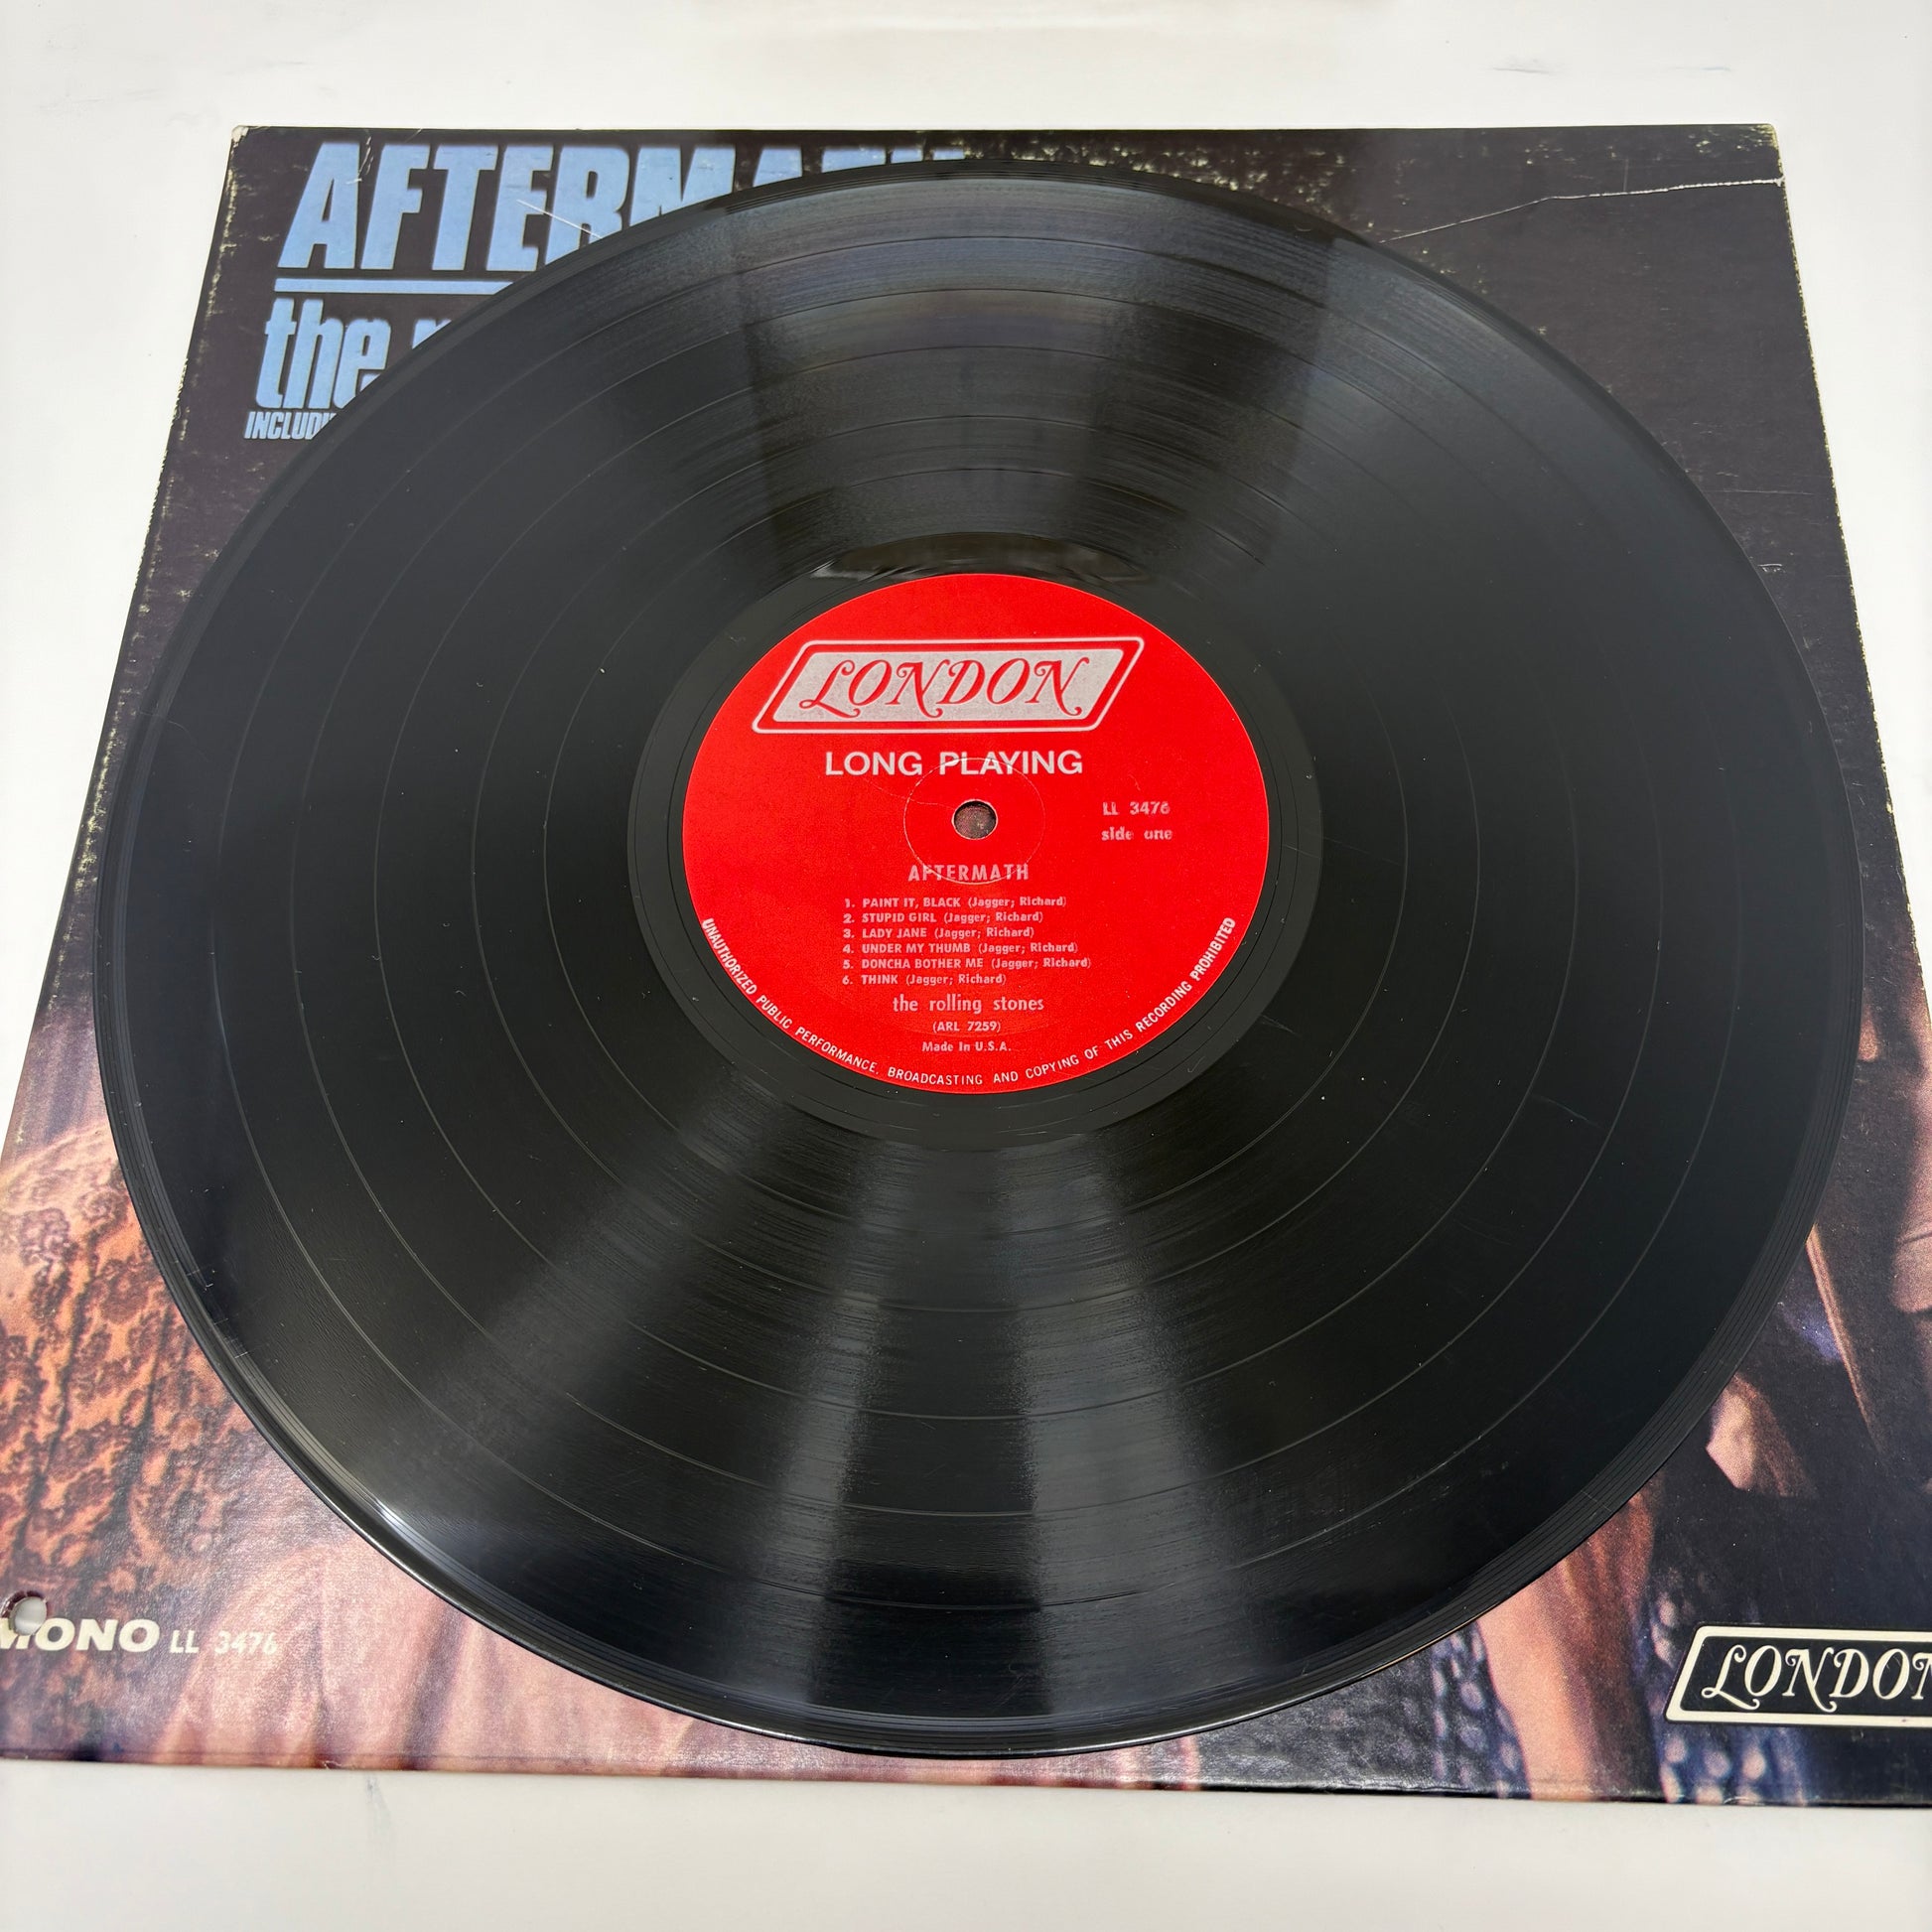 AFTERMATH
the
LONDON
LONG PLAYING
LL 3476
side one
AFTERMATH
1. PAINT IT, BLACK (Jagger; Richard)
2. STUPID GIRL (Jagger; Richard)
3. LADY JANE (Jagger; Richard)
4. UNDER MY THUMB (Jagger; Richard)
5. DONCHA BOTHER ME (Jagger; Richard)
6. THINK (Jagger; Richard)
the rolling stones
(ARL 7259)
Made In U.S.A.
UNAUTHORIZED PUBLIC PERFORMANCE, BROADCASTING AND COPYING OF THIS RECORDING PROHIBITED
MONO LL 3476
LONDON